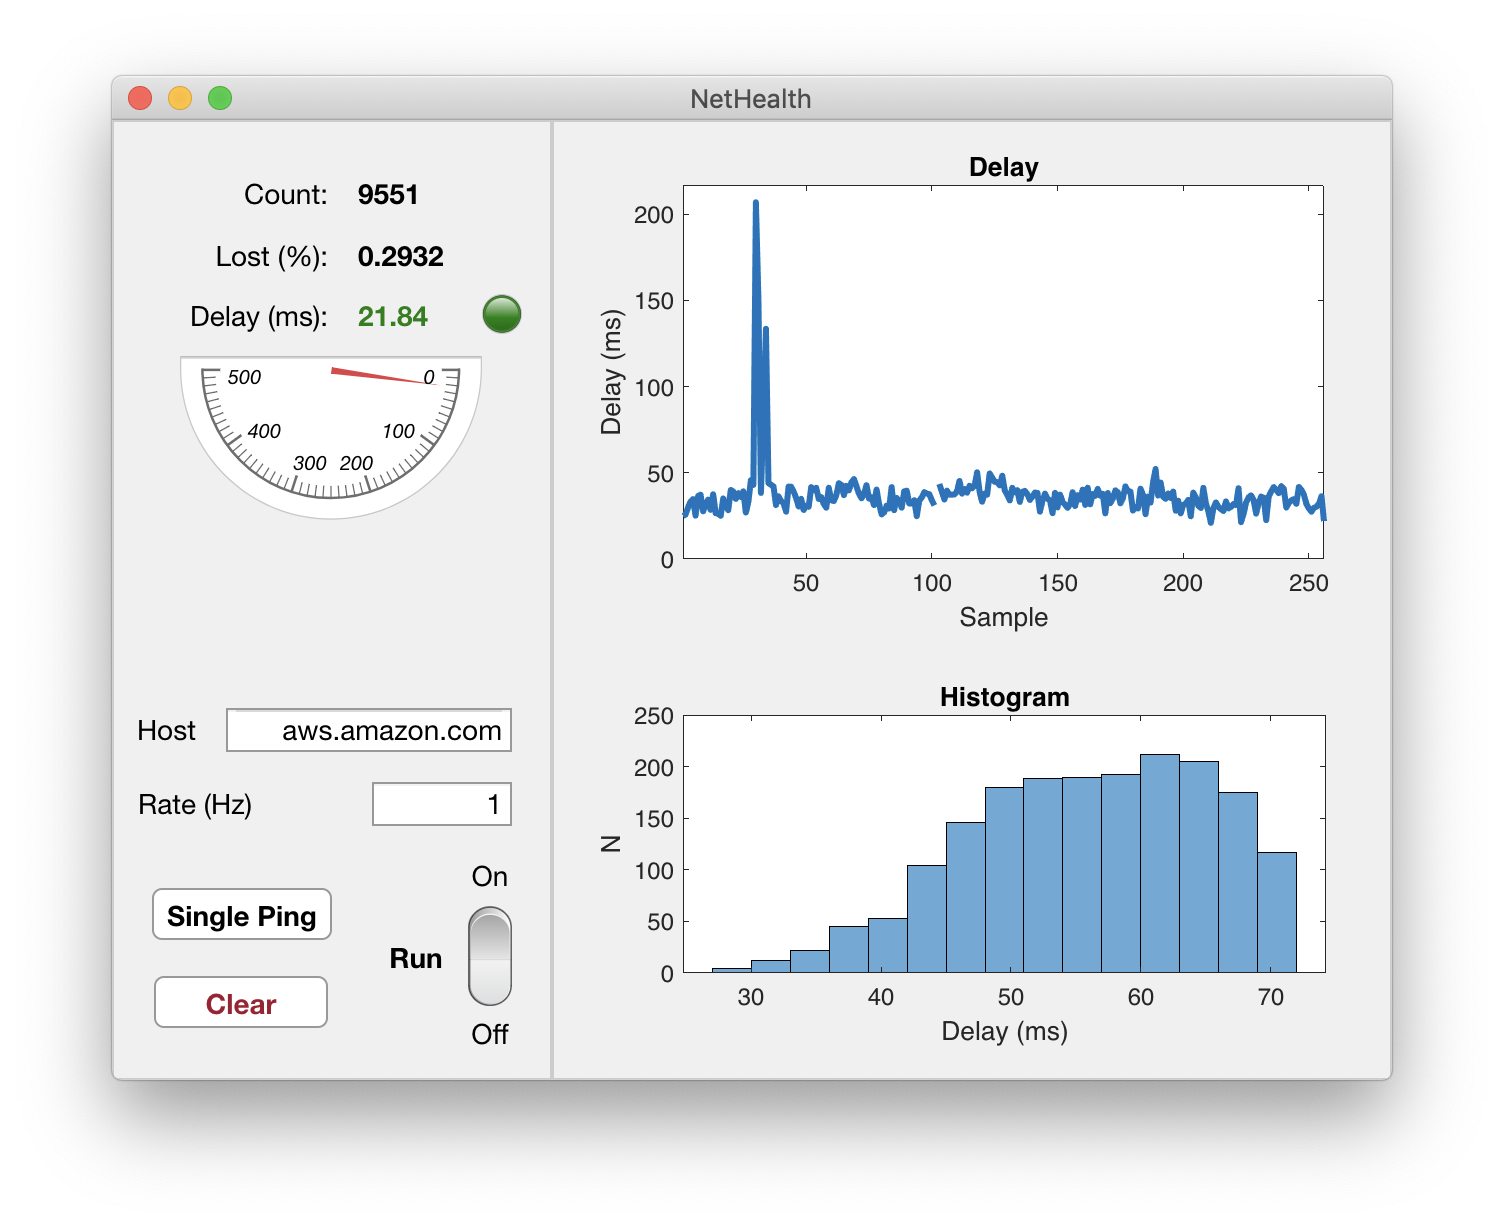 NetHealth
Count: 9551
Lost (%): 0.2932
Delay (ms): 21.84
500 0
400 100
300 200
Host aws.amazon.com
Rate (Hz) 1
On
Single Ping
Run
Clear
Off
Delay
200
150
100
50
0
Delay (ms)
50 100 150 200 250
Sample
Histogram
250
200
150
100
50
0
N
30 40 50 60 70
Delay (ms)